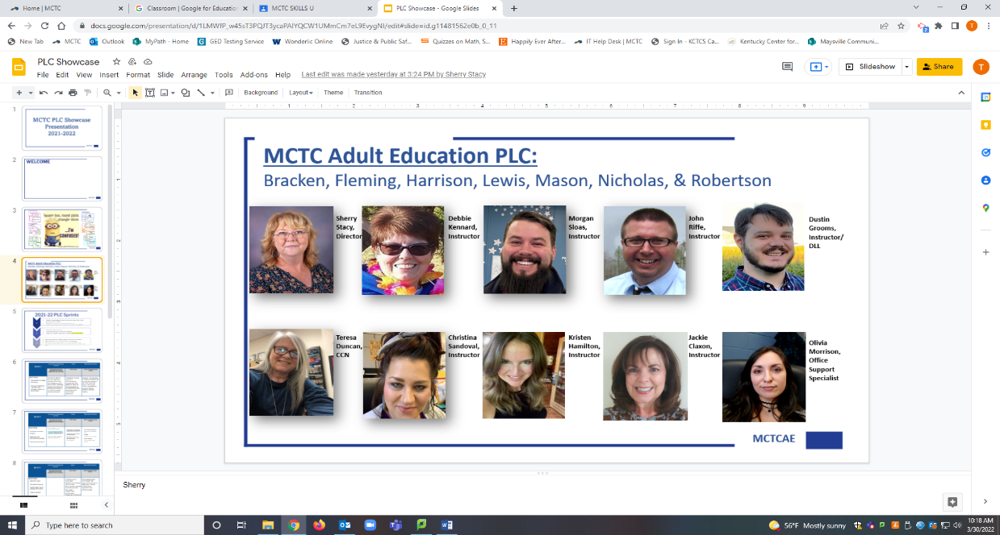 Home | MCTC
Classroom | Google for Education
MCTC SKILLS U
PLC Showcase - Google Slides
docs.google.com/presentation/d/1LMWfP_w45sT3PQJT3ycaPAlYQCW1UMmCm7eL9EvygNI/edit#slide=id.g11481562e0b_0_11
New Tab
MCTC
Outlook
MyPath - Home
GED Testing Service
Wonderlic Online
Justice & Public Saf...
Quizzes on Math, S...
Happily Ever After...
IT Help Desk | MCTC
Sign In - KCTCS Ca...
Kentucky Center for...
Maysville Communi...
PLC Showcase
File Edit View Insert Format Slide Arrange Tools Add-ons Help
Last edit was made yesterday at 3:24 PM by Sherry Stacy
Slideshow
Share
T
Background Layout Theme Transition
1
MCTC PLC Showcase
Presentation
2021-2022
2
WELCOME
3
Square box, round pizza,
triangle slices
...I'M
CONFUSED!
4
5
2021-22 PLC Sprints
6
7
8
MCTC Adult Education PLC:
Bracken, Fleming, Harrison, Lewis, Mason, Nicholas, & Robertson
Sherry
Stacy,
Director
Debbie
Kennard,
Instructor
Morgan
Sloas,
Instructor
John
Riffe,
Instructor
Dustin
Grooms,
Instructor/
DLL
Teresa
Duncan,
CCN
Christina
Sandoval,
Instructor
Kristen
Hamilton,
Instructor
Jackie
Claxon,
Instructor
Olivia
Morrison,
Office
Support
Specialist
MCTCAE
Sherry
Type here to search
56°F Mostly sunny
10:18 AM
3/30/2022